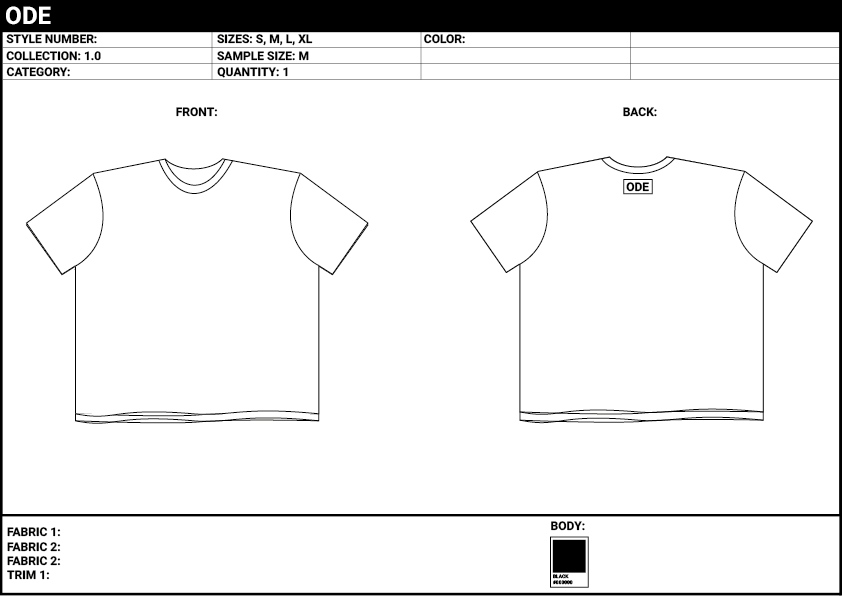 ODE
STYLE NUMBER: SIZES: S, M, L, XL COLOR:
COLLECTION: 1.0 SAMPLE SIZE: M
CATEGORY: QUANTITY: 1
FRONT: BACK:
ODE
BODY:
FABRIC 1:
FABRIC 2:
FABRIC 2:
TRIM 1:
BLACK
#000000